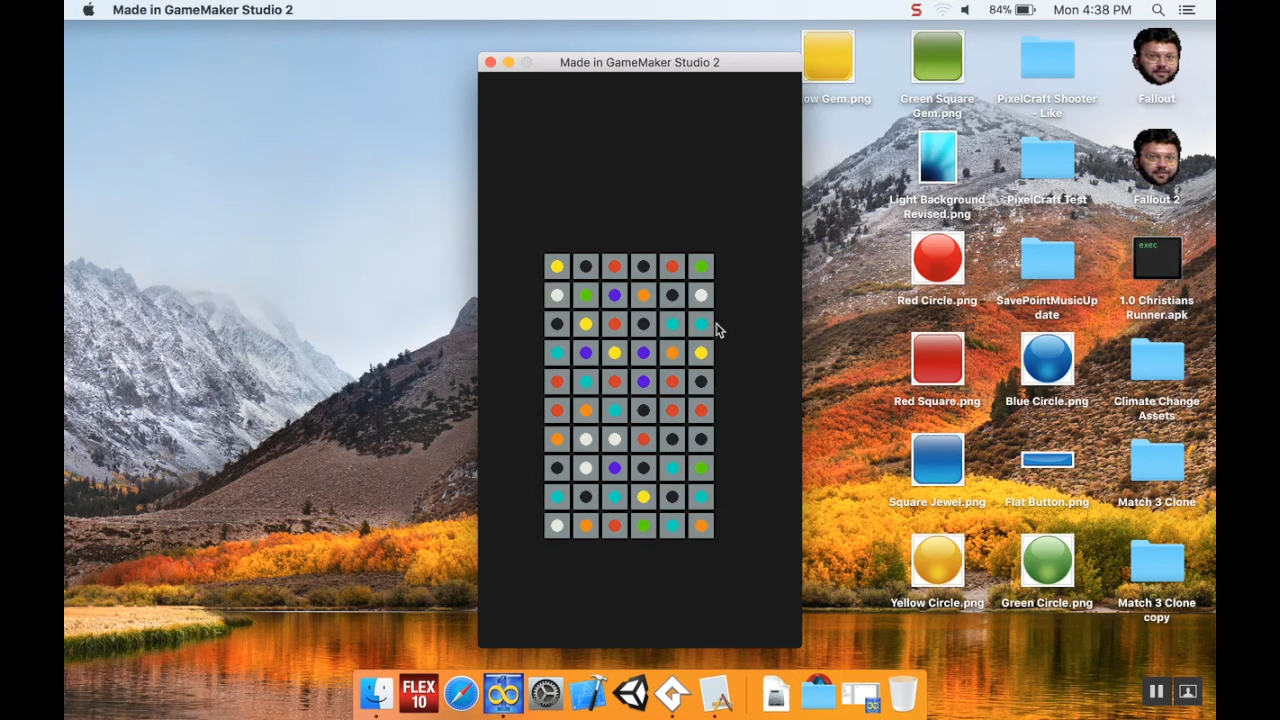 Made in GameMaker Studio 2
84%
Mon 4:38 PM
Made in GameMaker Studio 2
ow Gem.png
Green Square
Gem.png
PixelCraft Shooter
- Like
Fallout
Light Background
Revised.png
PixelCraft Test
Fallout 2
exec
Red Circle.png
SavePointMusicUp
date
1.0 Christians
Runner.apk
Red Square.png
Blue Circle.png
Climate Change
Assets
Square Jewel.png
Flat Button.png
Match 3 Clone
Yellow Circle.png
Green Circle.png
Match 3 Clone
copy
FLEX
10